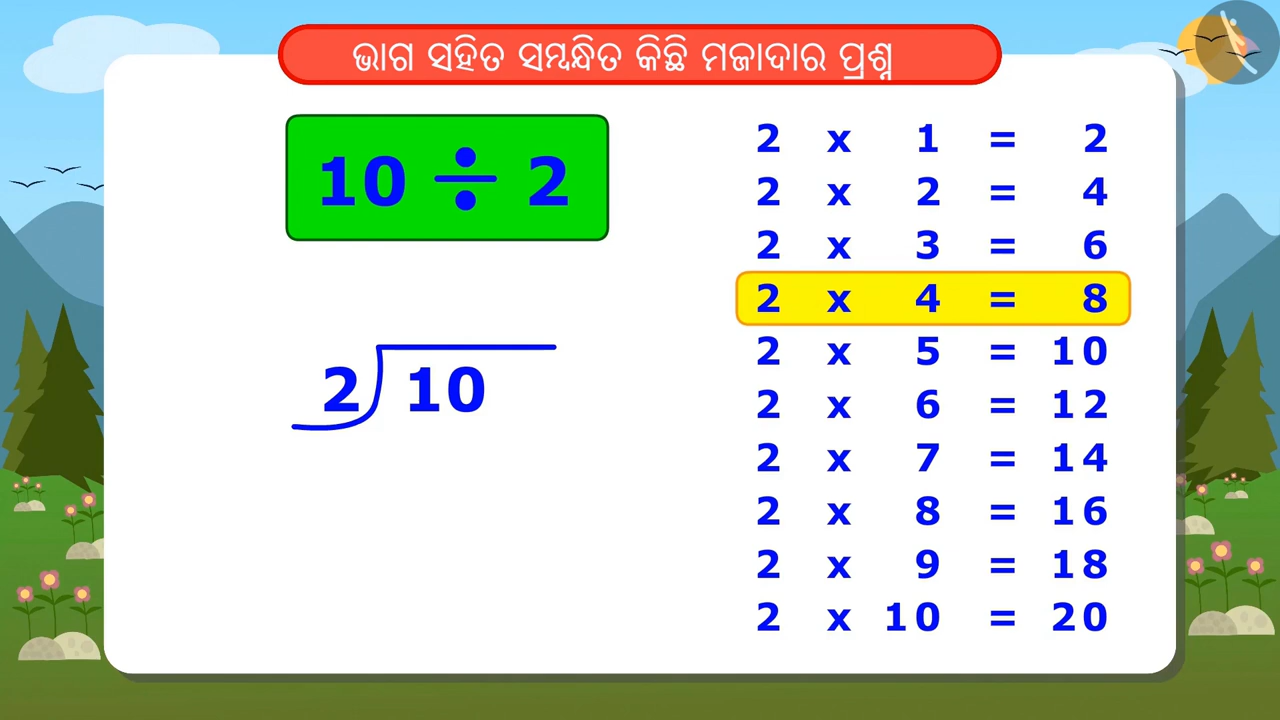 ଭାଗ ସହିତ ସମ୍ବନ୍ଧିତ କିଛି ମଜାଦାର ପ୍ରଶ୍ନ
10 ÷ 2
2 10
2 x 1 = 2
2 x 2 = 4
2 x 3 = 6
2 x 4 = 8
2 x 5 = 10
2 x 6 = 12
2 x 7 = 14
2 x 8 = 16
2 x 9 = 18
2 x 10 = 20